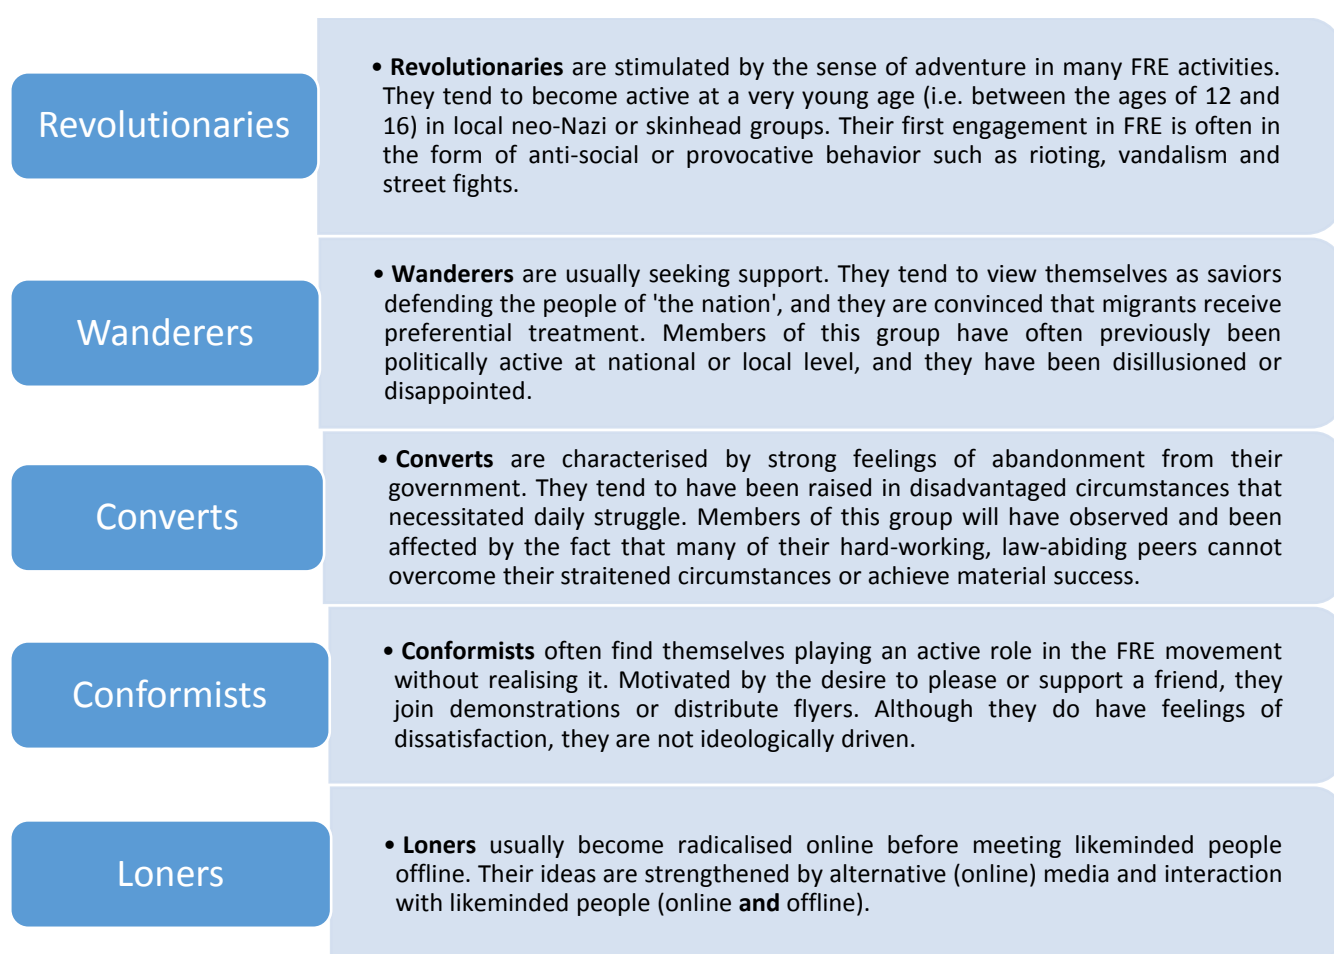 Revolutionaries
• Revolutionaries are stimulated by the sense of adventure in many FRE activities.
They tend to become active at a very young age (i.e. between the ages of 12 and
16) in local neo-Nazi or skinhead groups. Their first engagement in FRE is often in
the form of anti-social or provocative behavior such as rioting, vandalism and
street fights.
Wanderers
• Wanderers are usually seeking support. They tend to view themselves as saviors
defending the people of 'the nation', and they are convinced that migrants receive
preferential treatment. Members of this group have often previously been
politically active at national or local level, and they have been disillusioned or
disappointed.
Converts
• Converts are characterised by strong feelings of abandonment from their
government. They tend to have been raised in disadvantaged circumstances that
necessitated daily struggle. Members of this group will have observed and been
affected by the fact that many of their hard-working, law-abiding peers cannot
overcome their straitened circumstances or achieve material success.
Conformists
• Conformists often find themselves playing an active role in the FRE movement
without realising it. Motivated by the desire to please or support a friend, they
join demonstrations or distribute flyers. Although they do have feelings of
dissatisfaction, they are not ideologically driven.
Loners
• Loners usually become radicalised online before meeting likeminded people
offline. Their ideas are strengthened by alternative (online) media and interaction
with likeminded people (online and offline).